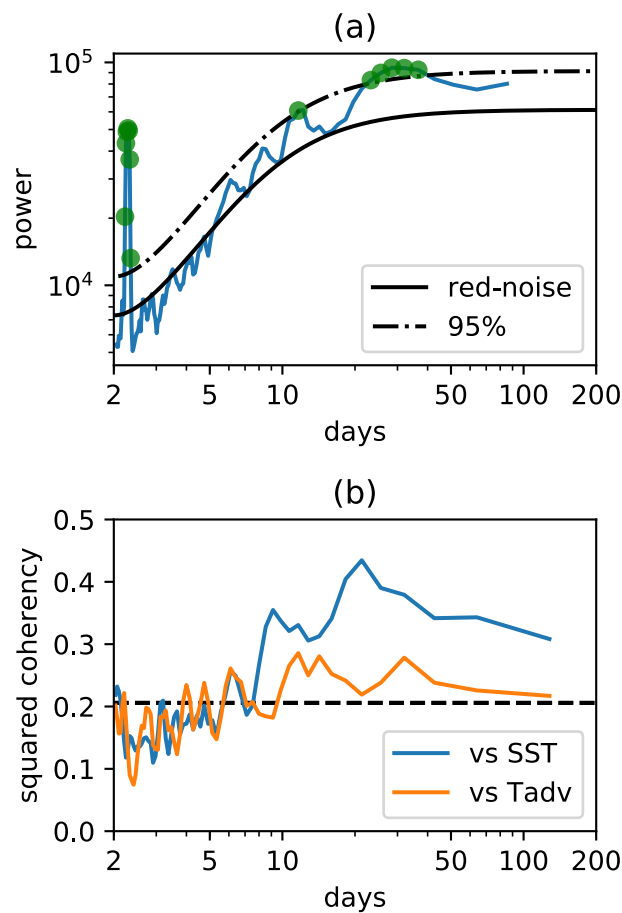 (a)
10^5
10^4
power
red-noise
95%
2 5 10 20 50 100 200
days
(b)
0.5
0.4
0.3
0.2
0.1
0.0
squared coherency
vs SST
vs Tadv
2 5 10 20 50 100 200
days